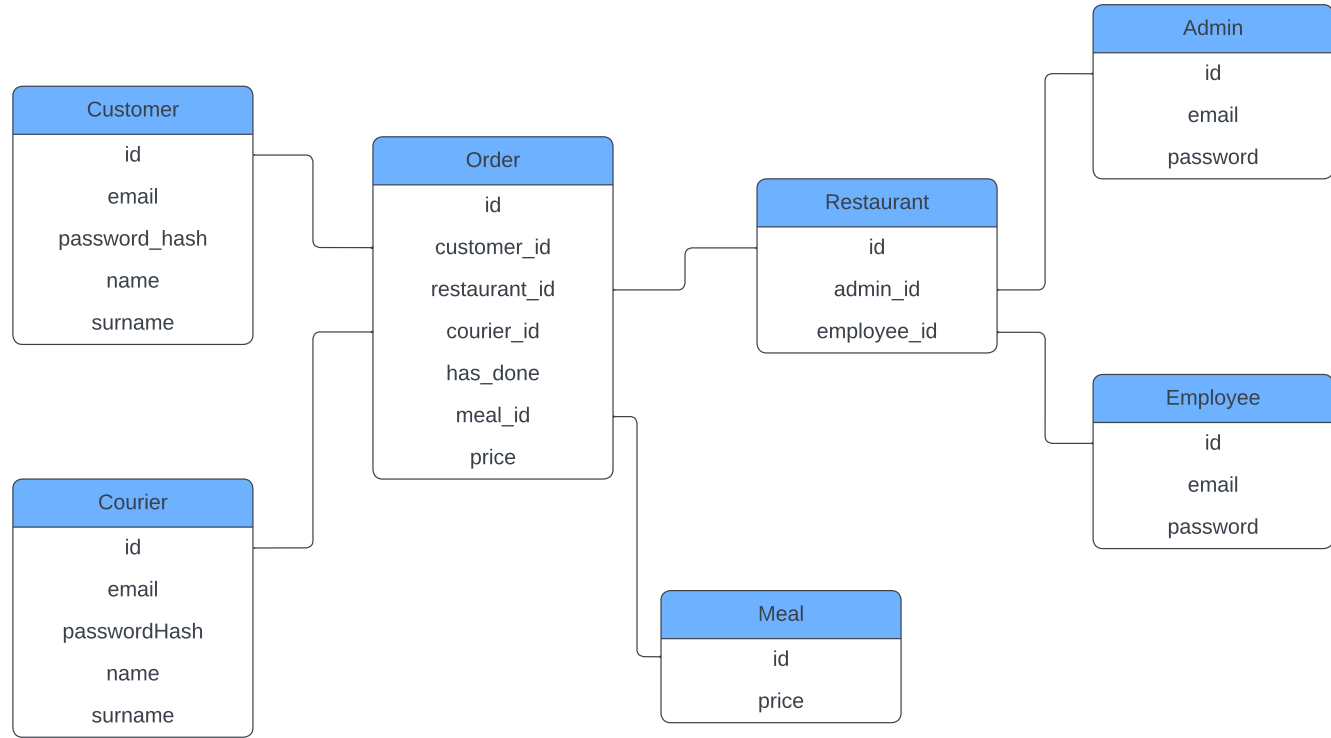 Customer
id
email
password_hash
name
surname
Courier
id
email
passwordHash
name
surname
Order
id
customer_id
restaurant_id
courier_id
has_done
meal_id
price
Restaurant
id
admin_id
employee_id
Meal
id
price
Admin
id
email
password
Employee
id
email
password